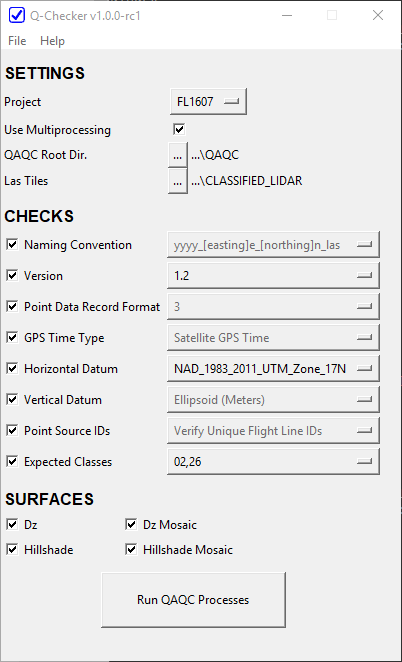 Q-Checker v1.0.0-rc1
File Help
SETTINGS
Project FL1607
Use Multiprocessing
QAQC Root Dir. ... ...\QAQC
Las Tiles ... ...\CLASSIFIED_LIDAR
CHECKS
Naming Convention yyyy_[easting]e_[northing]n_las
Version 1.2
Point Data Record Format 3
GPS Time Type Satellite GPS Time
Horizontal Datum NAD_1983_2011_UTM_Zone_17N
Vertical Datum Ellipsoid (Meters)
Point Source IDs Verify Unique Flight Line IDs
Expected Classes 02,26
SURFACES
Dz Dz Mosaic
Hillshade Hillshade Mosaic
Run QAQC Processes